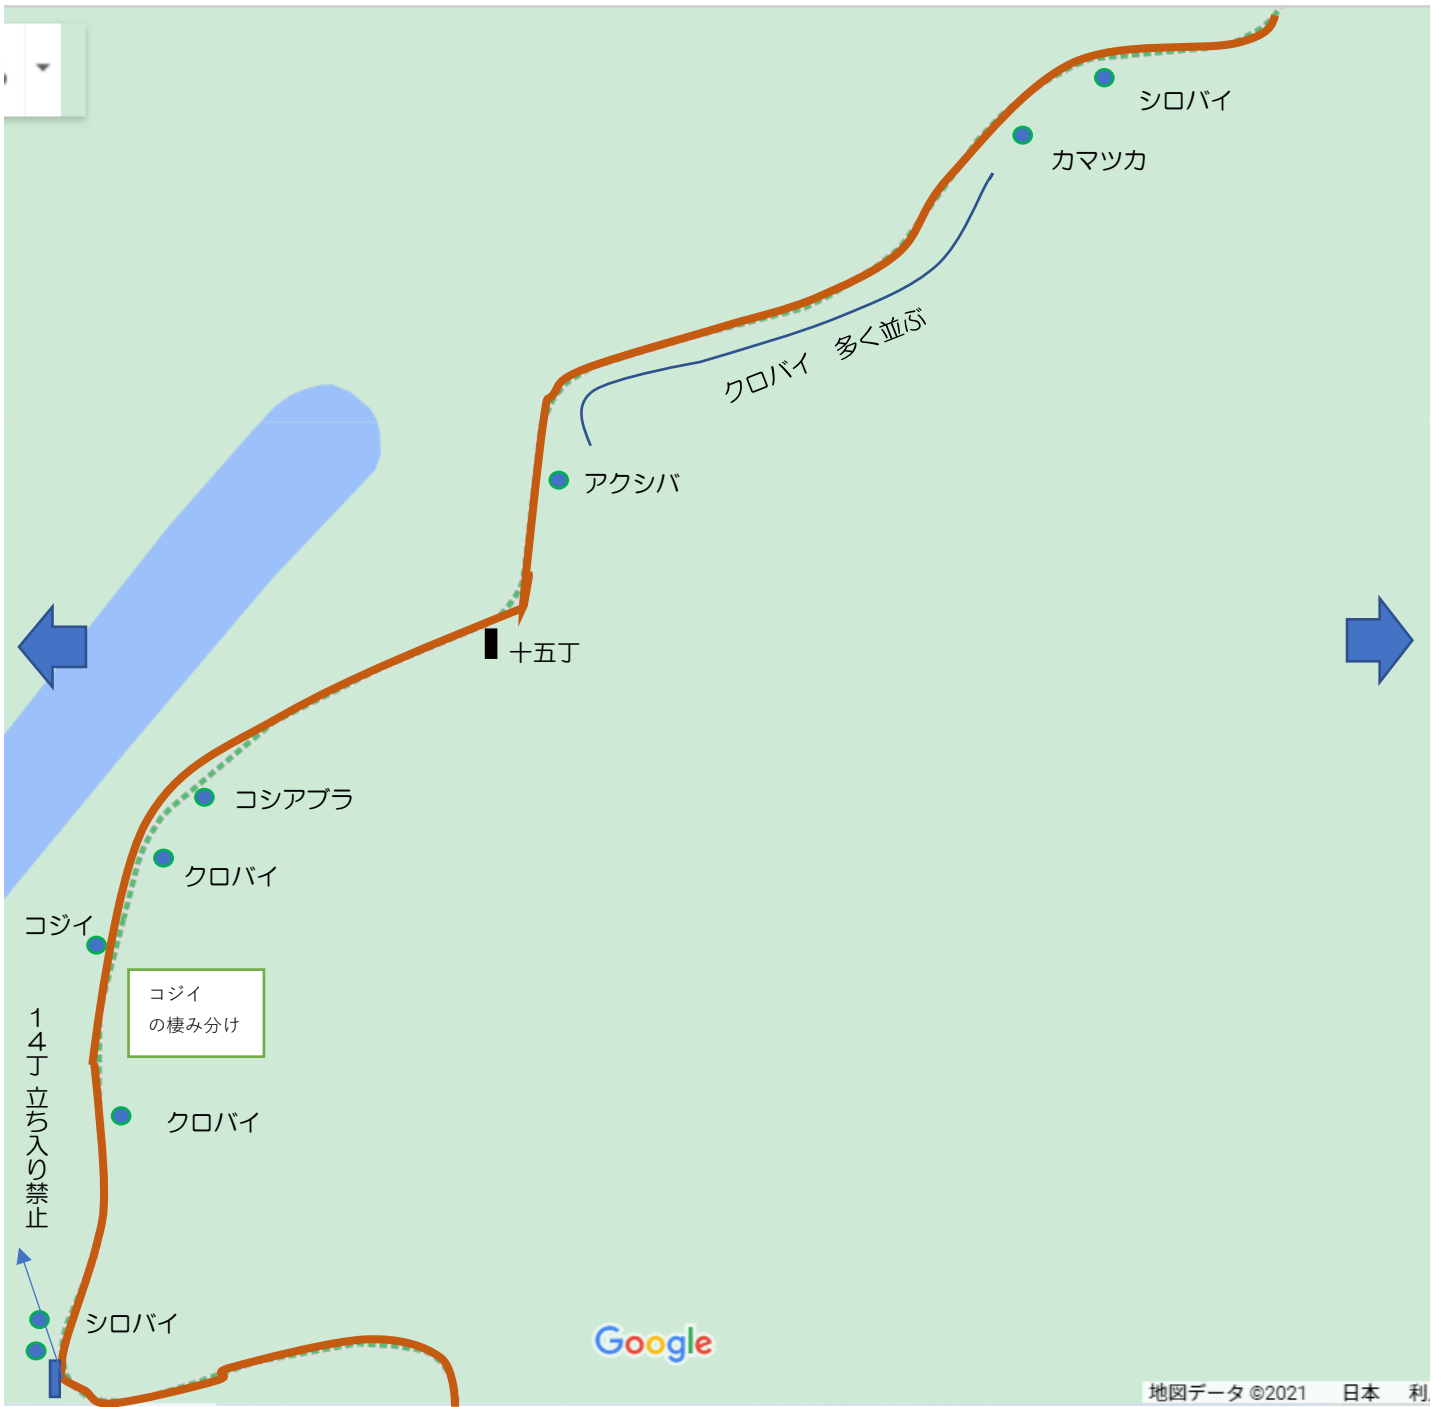 シロバイ
カマツカ
クロバイ　多く並ぶ
アクシバ
十五丁
コシアブラ
クロバイ
コジイ
コジイ
の棲み分け
１４丁 立ち入り禁止
クロバイ
シロバイ
Google
地図データ ©2021 日本 利